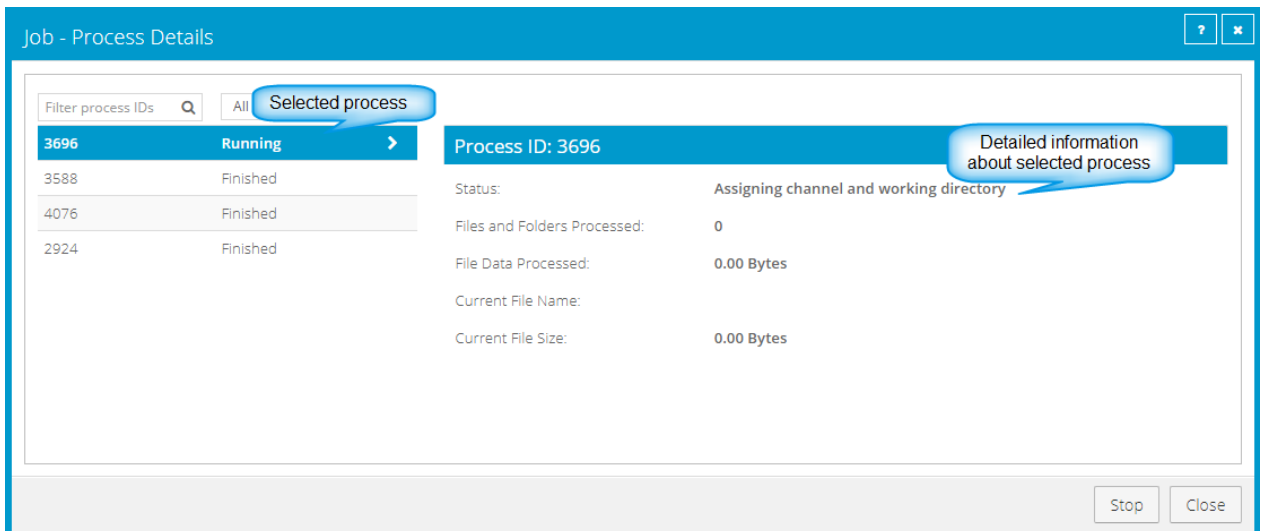 Job - Process Details
?
Filter process IDs
All
Selected process
3696 Running
3588 Finished
4076 Finished
2924 Finished
Process ID: 3696
Detailed information
about selected process
Status: Assigning channel and working directory
Files and Folders Processed: 0
File Data Processed: 0.00 Bytes
Current File Name:
Current File Size: 0.00 Bytes
Stop
Close